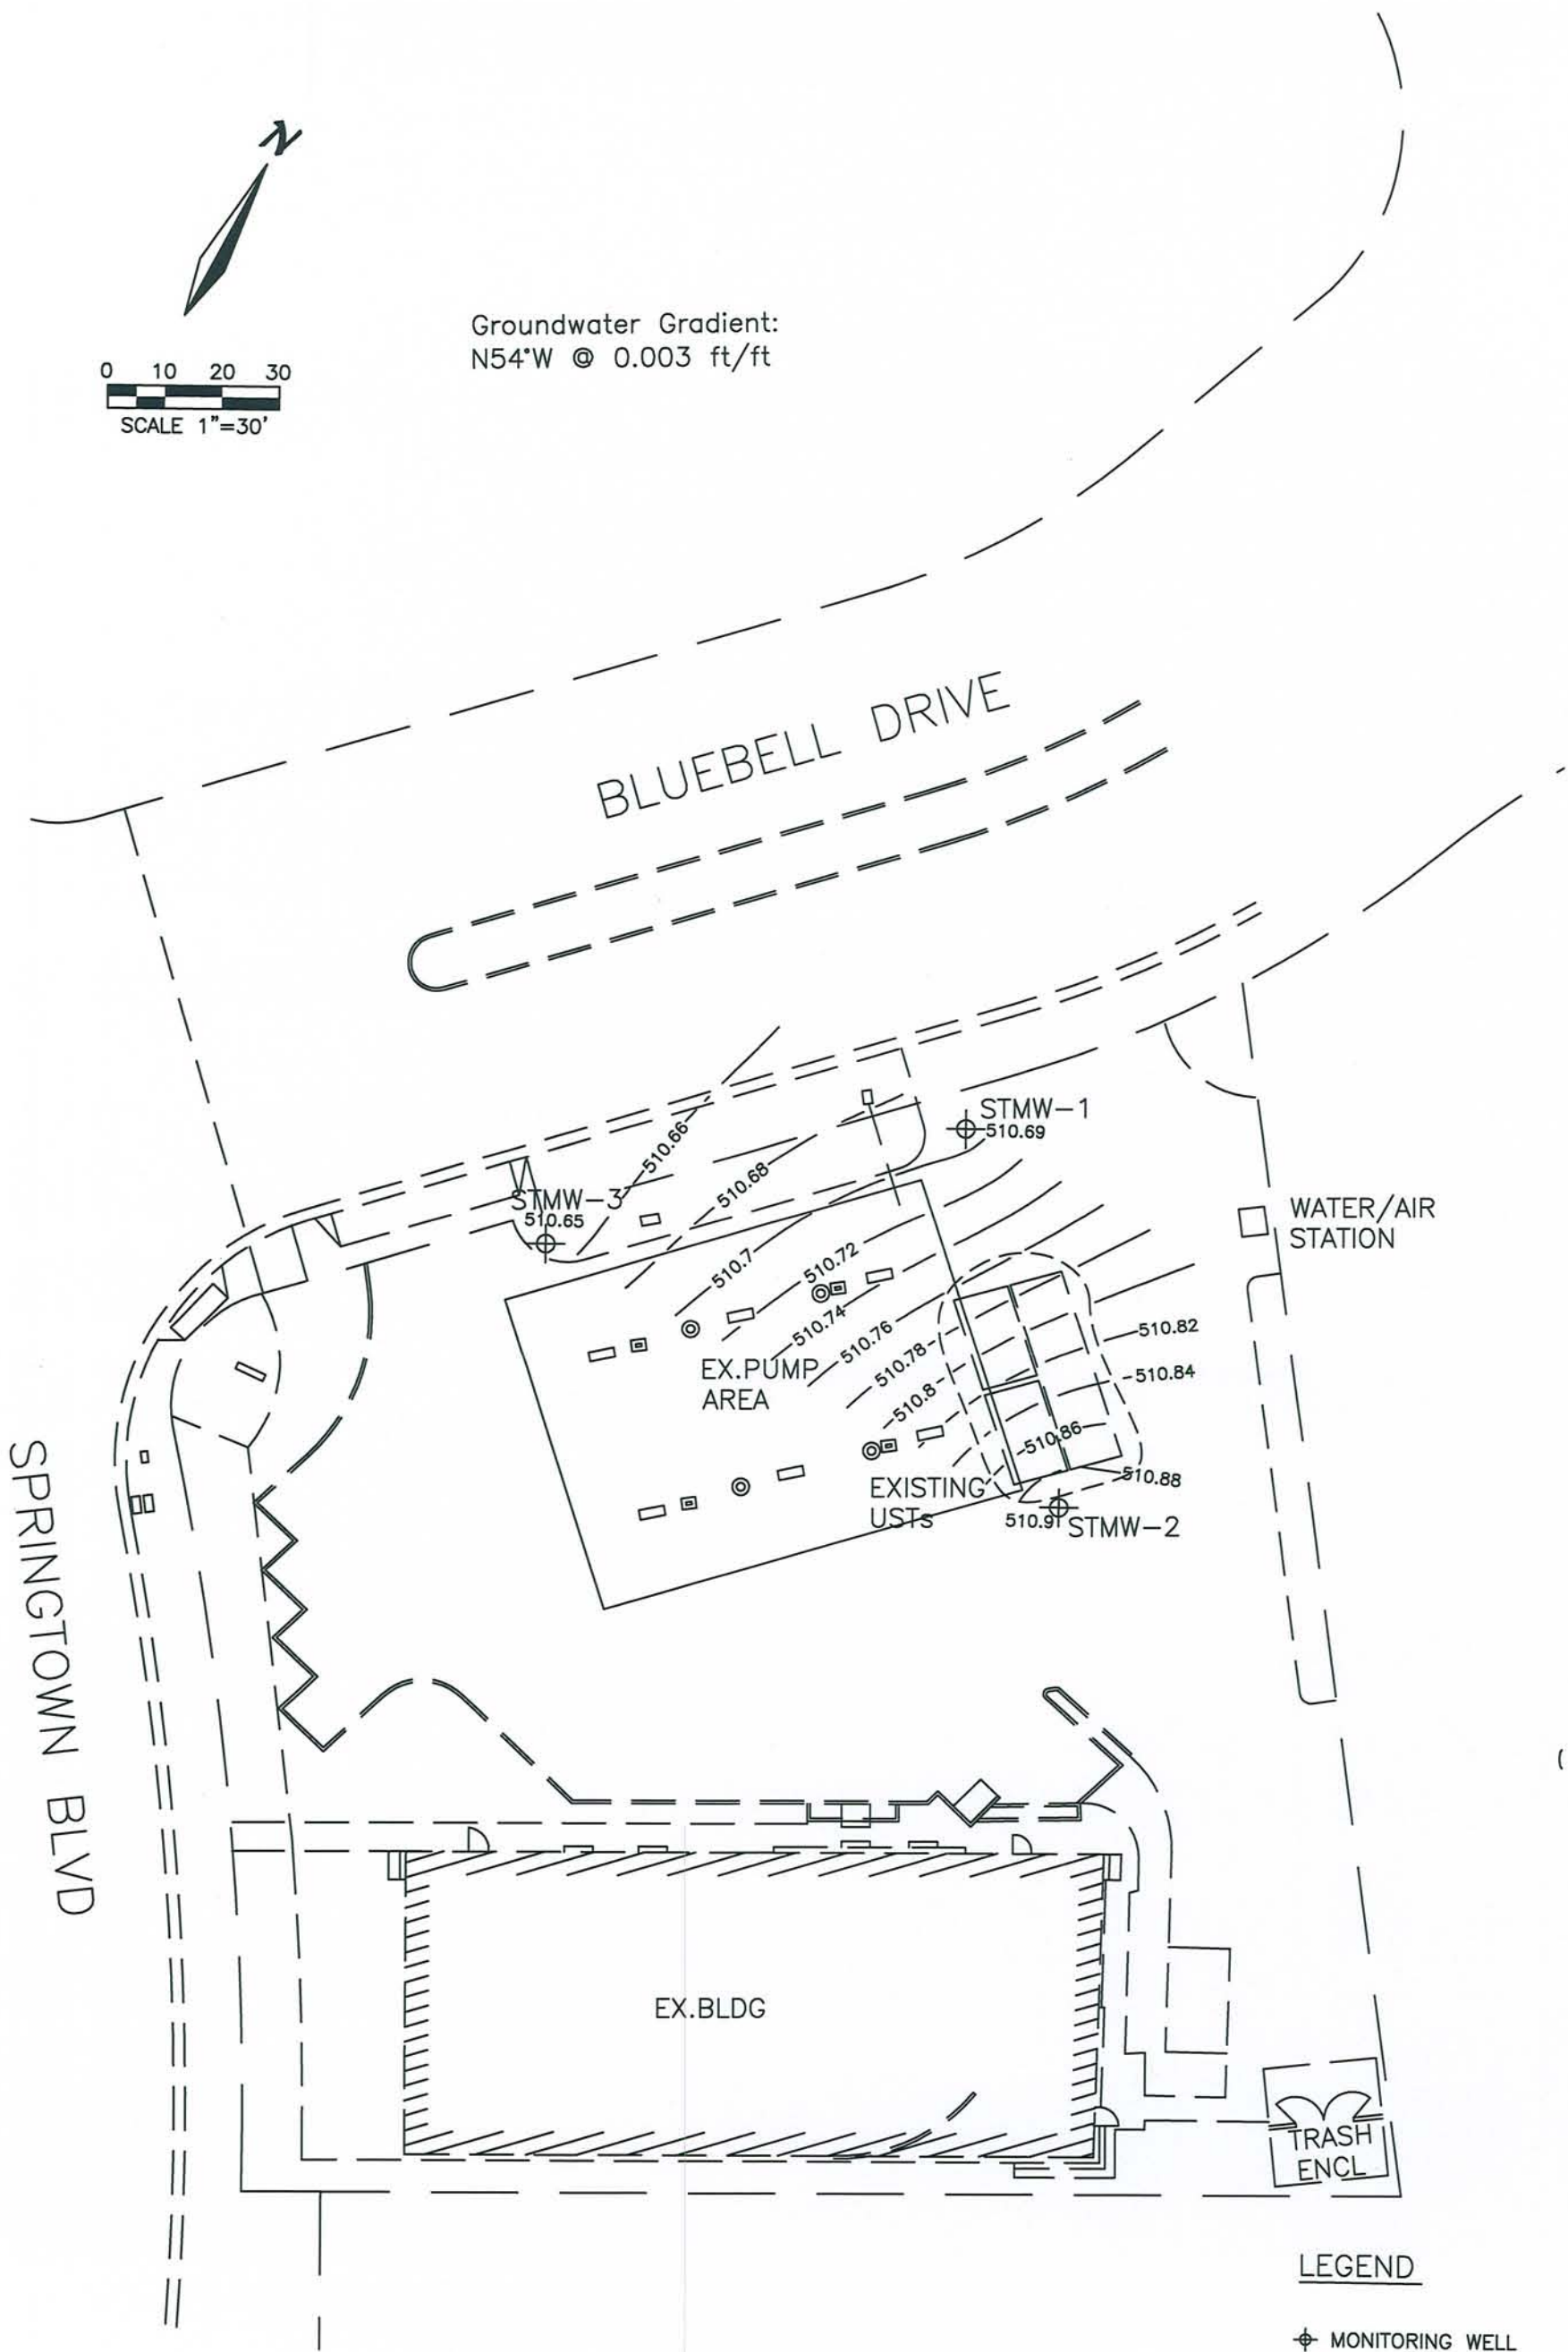 N
Groundwater Gradient:
N54°W @ 0.003 ft/ft
0 10 20 30
SCALE 1"=30'
BLUEBELL DRIVE
STMW-1
510.69
510.66
510.68
STMW-3
510.65
WATER/AIR
STATION
510.7
510.72
510.74
510.76
510.78
510.8
510.82
510.84
510.86
510.88
EX.PUMP
AREA
EXISTING
USTs
510.91
STMW-2
SPRINGTOWN BLVD
EX.BLDG
TRASH
ENCL
LEGEND
MONITORING WELL